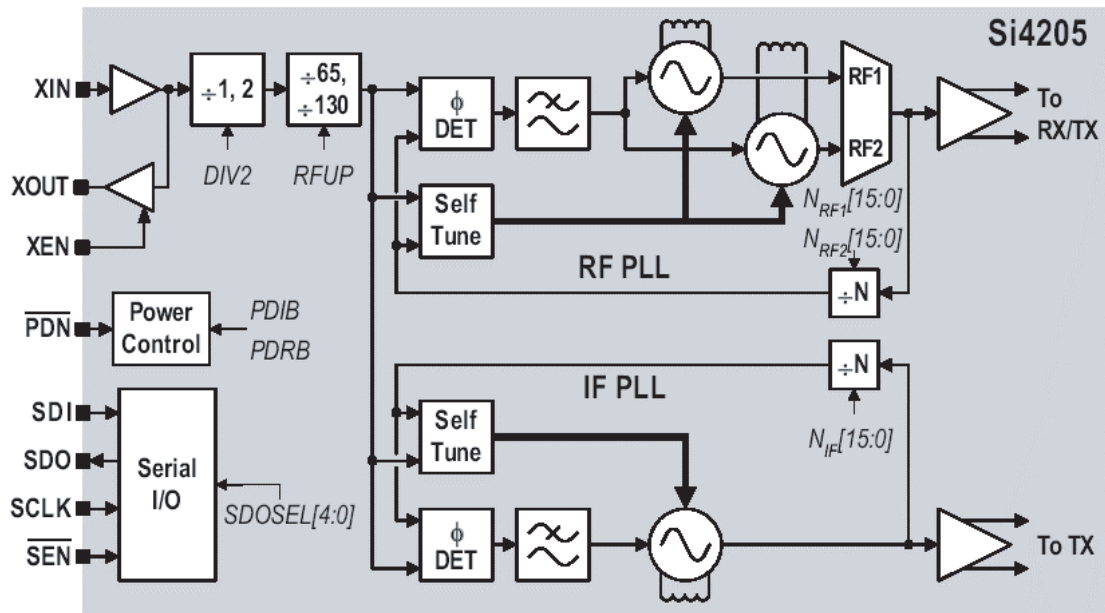 Si4205
XIN
÷1, 2
÷65,
÷130
ϕ
DET
RF1
RF2
To
RX/TX
XOUT
DIV2
RFUP
XEN
Self
Tune
N_RF1[15:0]
N_RF2[15:0]
RF PLL
÷N
PDN
Power
Control
PDIB
PDRB
÷N
IF PLL
SDI
Self
Tune
N_IF[15:0]
SDO
Serial
I/O
SCLK
SDOSEL[4:0]
SEN
ϕ
DET
To TX